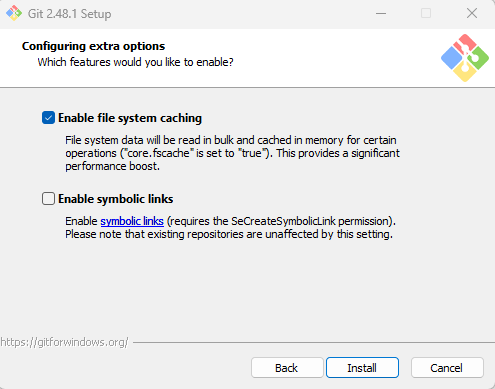 Git 2.48.1 Setup
Configuring extra options
Which features would you like to enable?
Enable file system caching
File system data will be read in bulk and cached in memory for certain
operations ("core.fscache" is set to "true"). This provides a significant
performance boost.
Enable symbolic links
Enable symbolic links (requires the SeCreateSymbolicLink permission).
Please note that existing repositories are unaffected by this setting.
https://gitforwindows.org/
Back
Install
Cancel